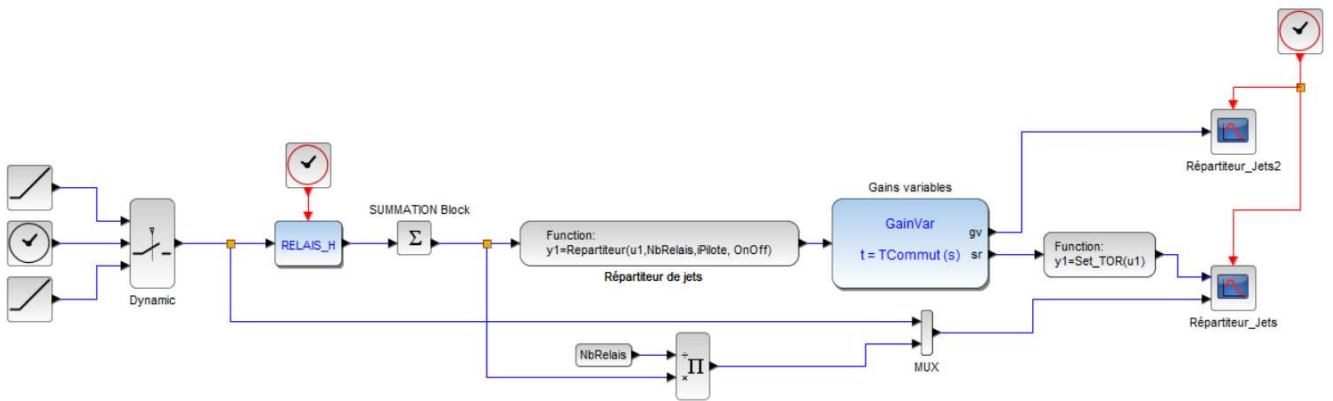 Répartiteur_Jets2
Gains variables
SUMMATION Block
Σ
GainVar
gv
t = TCommut (s)
sr
RELAIS_H
Function:
y1=Repartiteur(u1,NbRelais,iPilote, OnOff)
Répartiteur de jets
Function:
y1=Set_TOR(u1)
Dynamic
Répartiteur_Jets
NbRelais
÷
Π
×
MUX